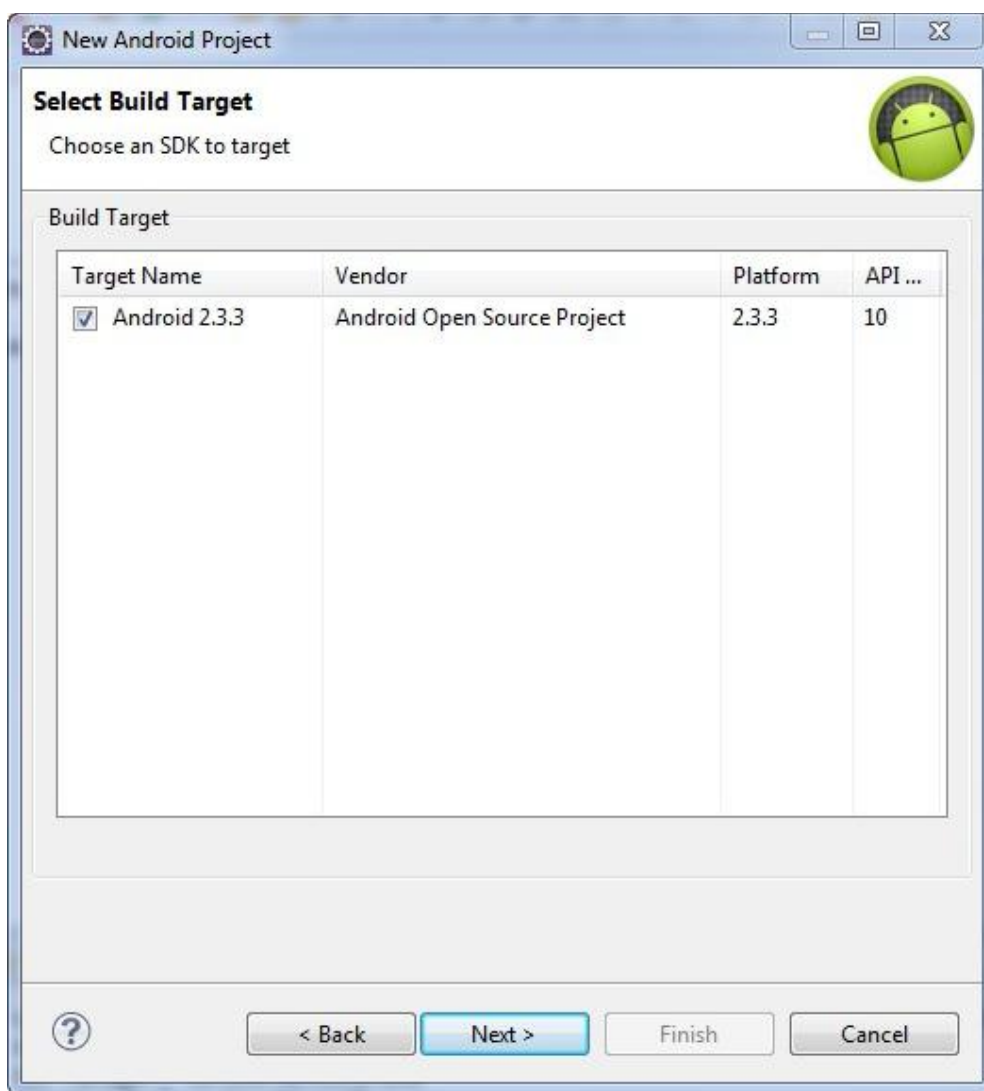 New Android Project
Select Build Target
Choose an SDK to target
Build Target
Target Name Vendor Platform API ...
Android 2.3.3 Android Open Source Project 2.3.3 10
? < Back Next > Finish Cancel